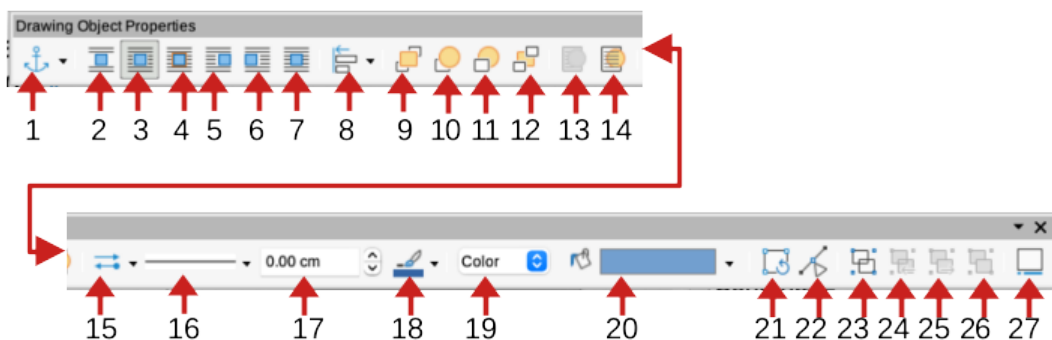 Drawing Object Properties
1 2 3 4 5 6 7 8 9 10 11 12 13 14
0.00 cm Color
15 16 17 18 19 20 21 22 23 24 25 26 27